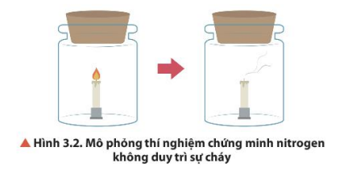 ▲ Hình 3.2. Mô phỏng thí nghiệm chứng minh nitrogen
không duy trì sự cháy